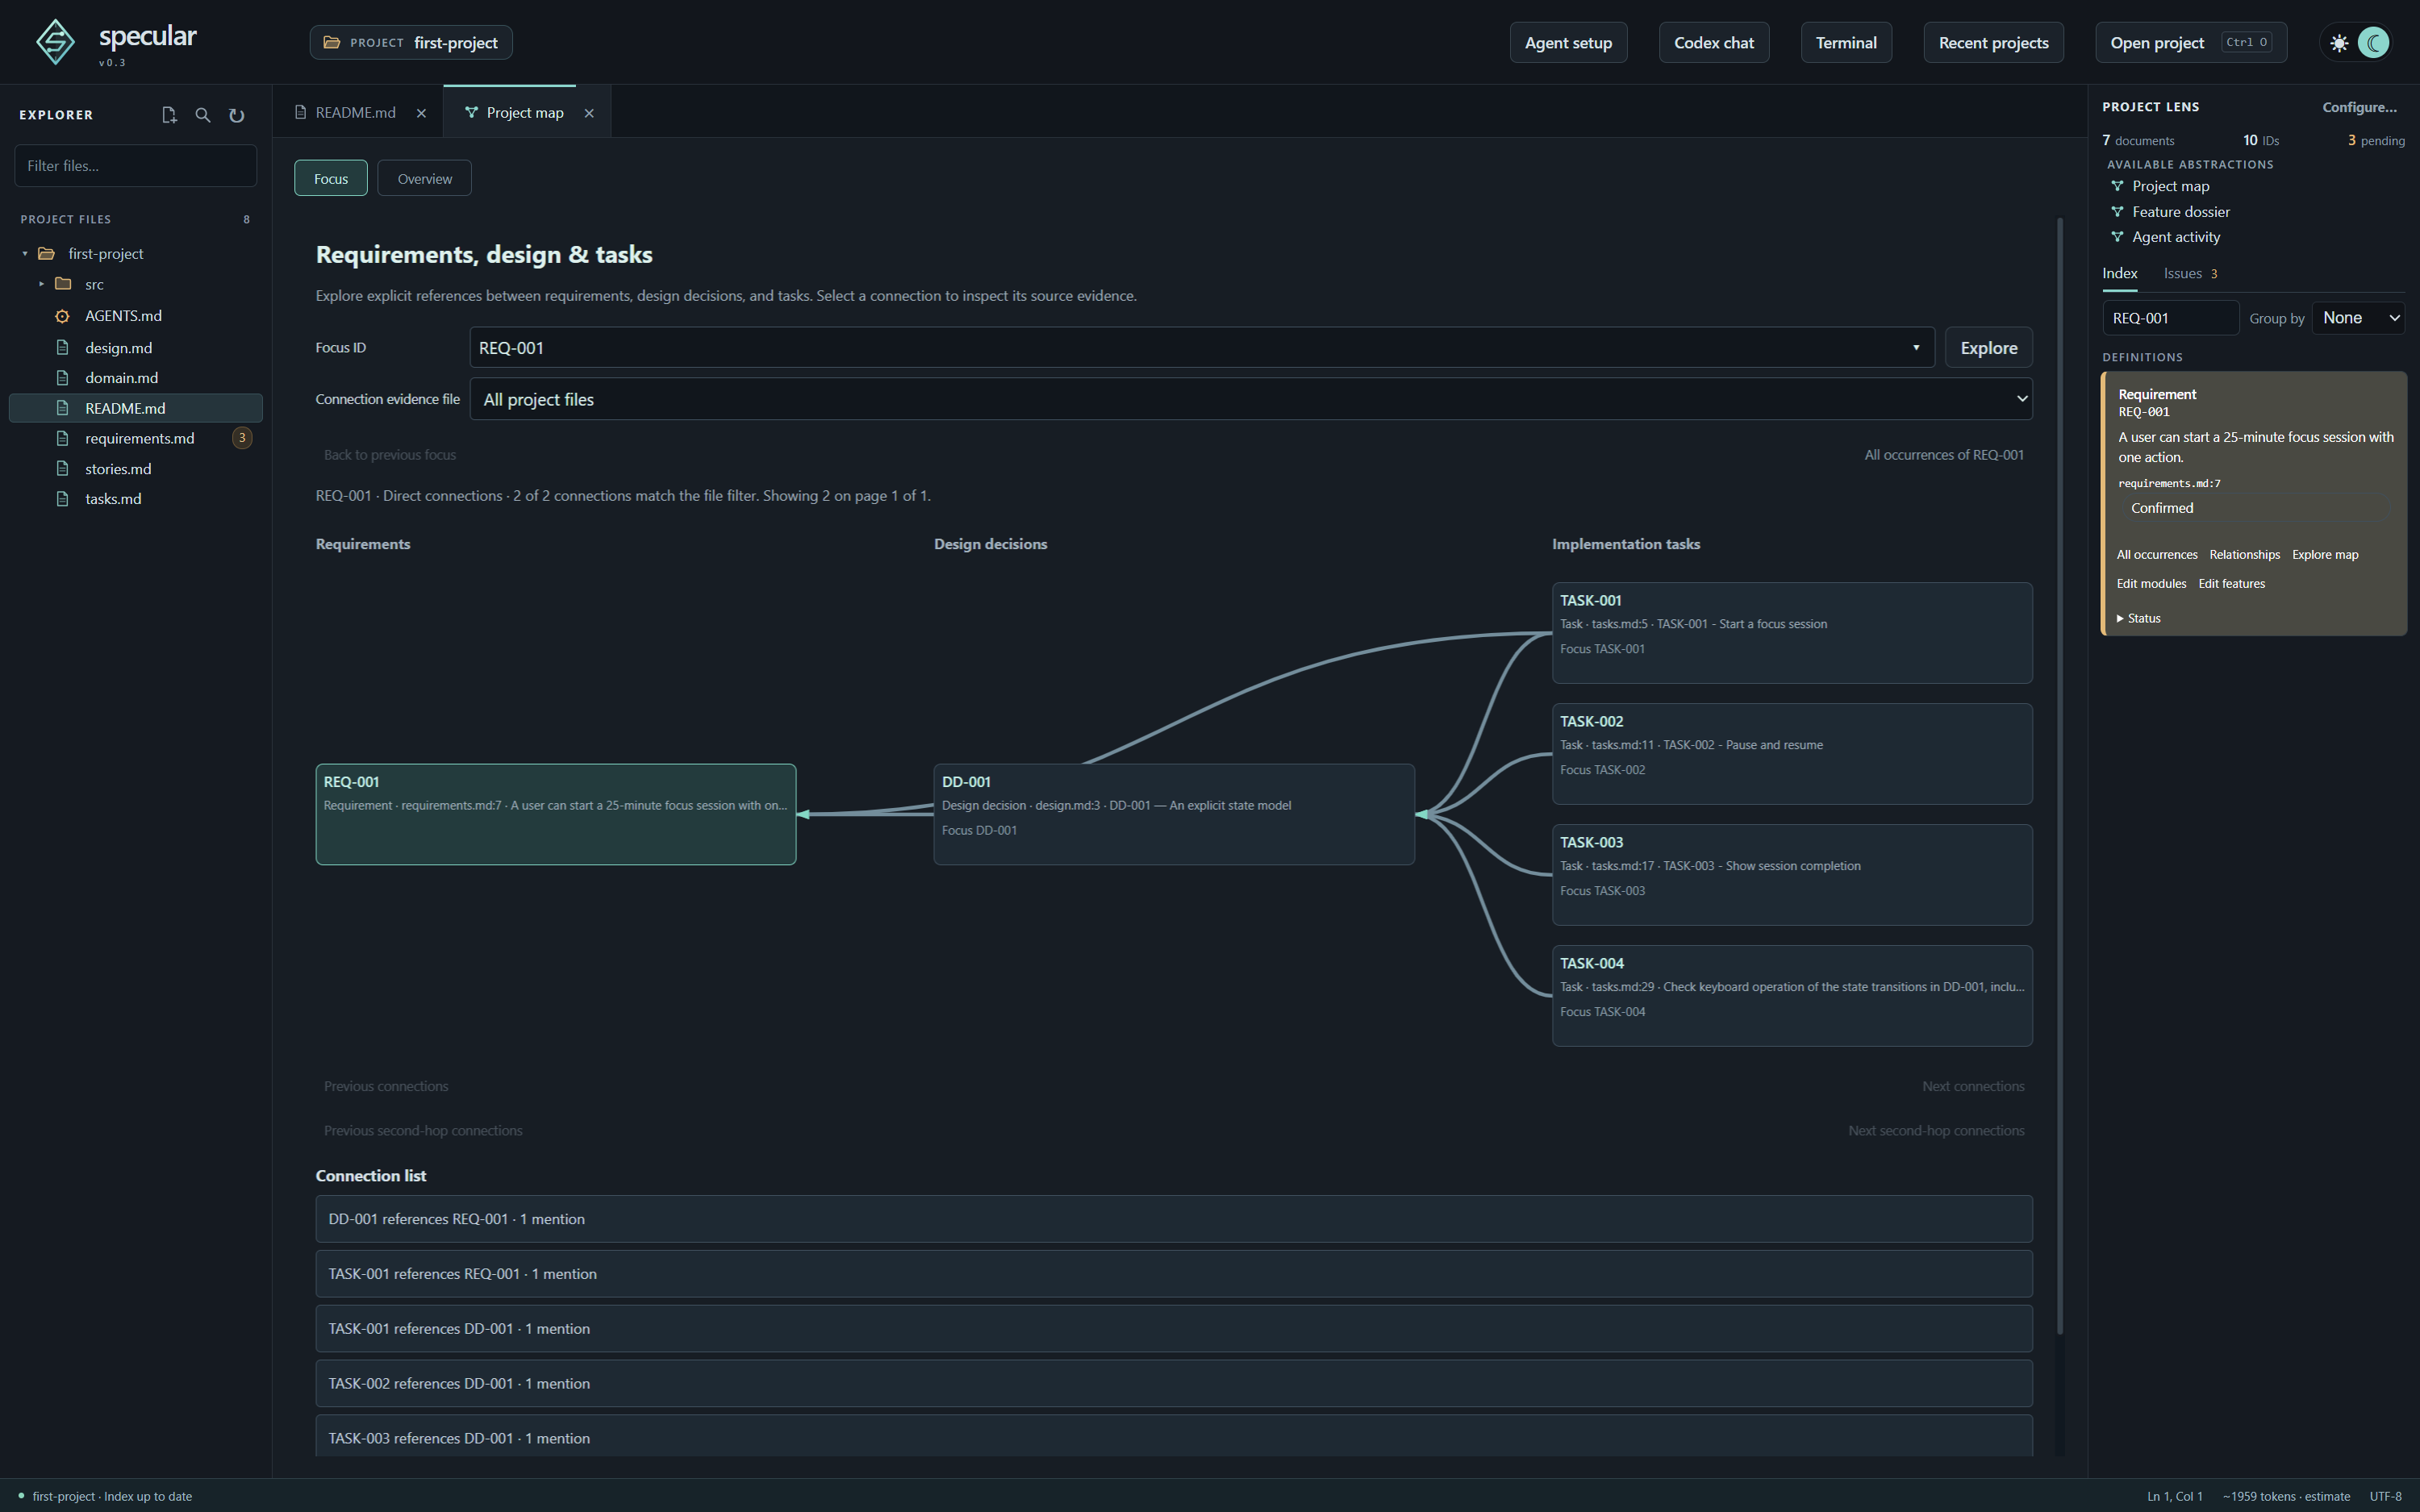 specular
v0.3
PROJECT first-project
Agent setup
Codex chat
Terminal
Recent projects
Open project Ctrl O
EXPLORER
Filter files...
PROJECT FILES 8
first-project
src
AGENTS.md
design.md
domain.md
README.md
requirements.md 3
stories.md
tasks.md
README.md
Project map
Focus
Overview
Requirements, design & tasks
Explore explicit references between requirements, design decisions, and tasks. Select a connection to inspect its source evidence.
Focus ID
REQ-001
Explore
Connection evidence file
All project files
Back to previous focus
All occurrences of REQ-001
REQ-001 · Direct connections · 2 of 2 connections match the file filter. Showing 2 on page 1 of 1.
Requirements
Design decisions
Implementation tasks
REQ-001
Requirement · requirements.md:7 · A user can start a 25-minute focus session with on...
DD-001
Design decision · design.md:3 · DD-001 — An explicit state model
Focus DD-001
TASK-001
Task · tasks.md:5 · TASK-001 - Start a focus session
Focus TASK-001
TASK-002
Task · tasks.md:11 · TASK-002 - Pause and resume
Focus TASK-002
TASK-003
Task · tasks.md:17 · TASK-003 - Show session completion
Focus TASK-003
TASK-004
Task · tasks.md:29 · Check keyboard operation of the state transitions in DD-001, inclu...
Focus TASK-004
Previous connections
Next connections
Previous second-hop connections
Next second-hop connections
Connection list
DD-001 references REQ-001 · 1 mention
TASK-001 references REQ-001 · 1 mention
TASK-001 references DD-001 · 1 mention
TASK-002 references DD-001 · 1 mention
TASK-003 references DD-001 · 1 mention
PROJECT LENS
Configure...
7 documents
10 IDs
3 pending
AVAILABLE ABSTRACTIONS
Project map
Feature dossier
Agent activity
Index
Issues 3
REQ-001
Group by
None
DEFINITIONS
Requirement
REQ-001
A user can start a 25-minute focus session with
one action.
requirements.md:7
Confirmed
All occurrences Relationships Explore map
Edit modules Edit features
Status
first-project · Index up to date
Ln 1, Col 1
~1959 tokens · estimate
UTF-8